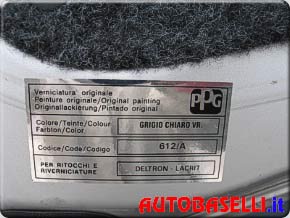 Verniciatura originale
Peinture originale/Original painting
Originallackierung/Pintado original
PPG
Colore/Teinte/Colour
Farbton/Color
GRIGIO CHIARO VR.
Codice/Code/Codigo
612/A
PER RITOCCHI E
RIVERNICIATURE
DELTRON - LACHIT
AUTOBASELLI.it